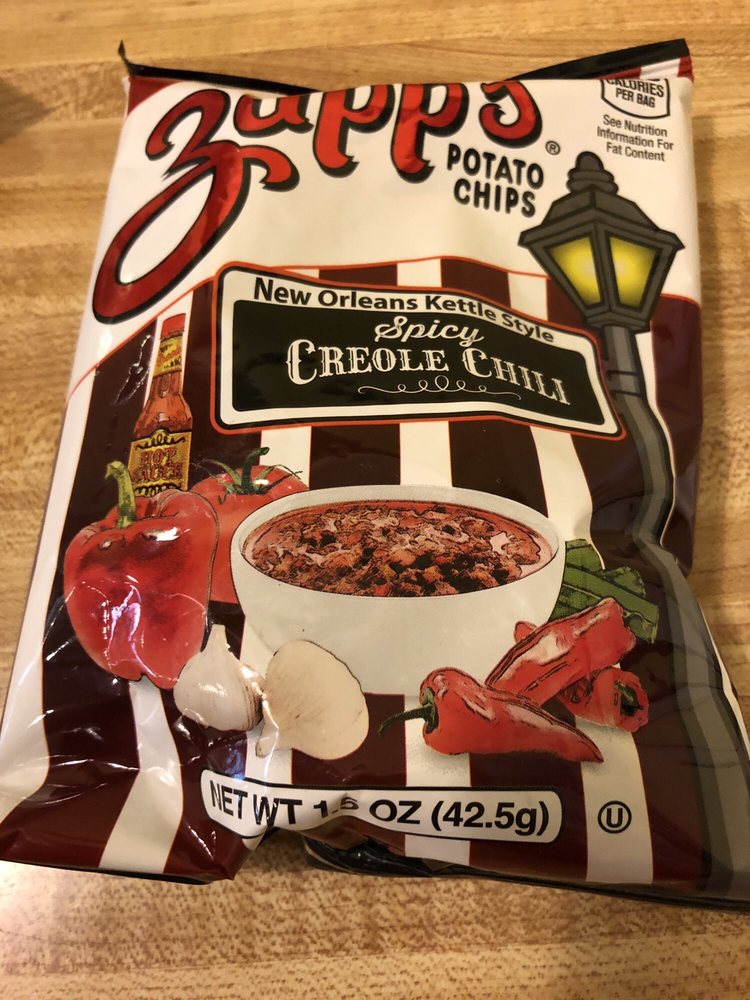 Zapp's®
POTATO
CHIPS
CALORIES
PER BAG
See Nutrition
Information For
Fat Content
New Orleans Kettle Style
Spicy
CREOLE CHILI
HOT
SAUCE
NET WT 1.5 OZ (42.5g)
U